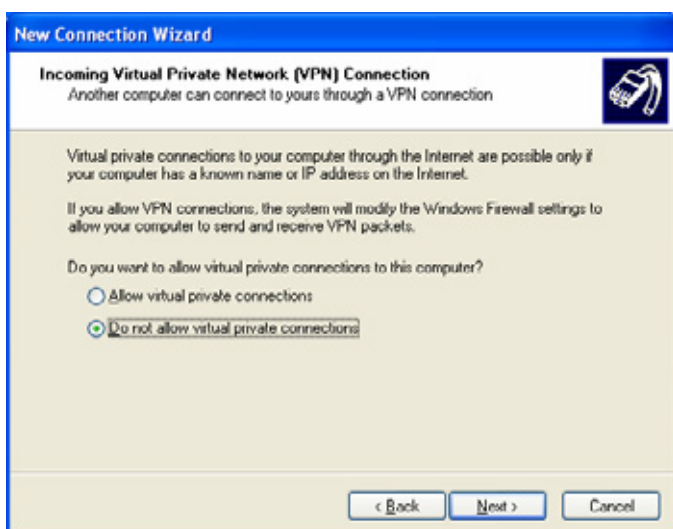 New Connection Wizard
Incoming Virtual Private Network (VPN) Connection
Another computer can connect to yours through a VPN connection
Virtual private connections to your computer through the Internet are possible only if
your computer has a known name or IP address on the Internet.
If you allow VPN connections, the system will modify the Windows Firewall settings to
allow your computer to send and receive VPN packets.
Do you want to allow virtual private connections to this computer?
Allow virtual private connections
Do not allow virtual private connections
< Back Next > Cancel